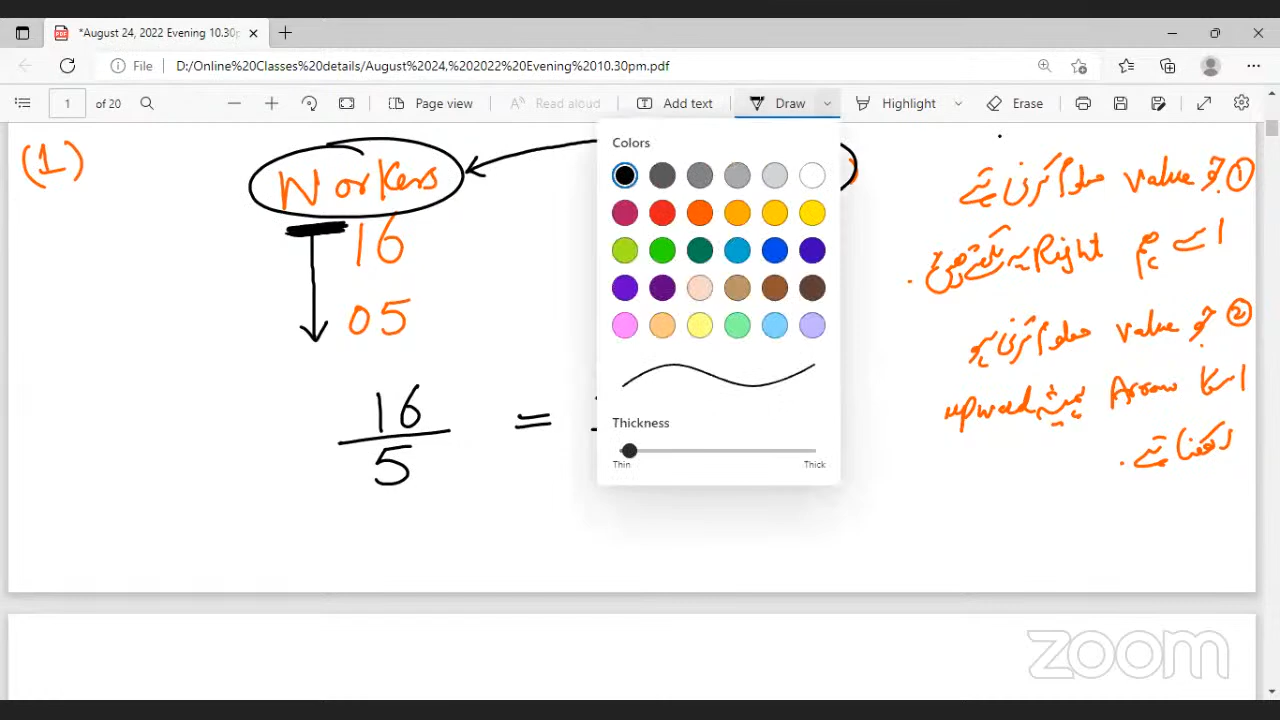 *August 24, 2022 Evening 10.30p
File
D:/Online%20Classes%20details/August%2024,%202022%20Evening%2010.30pm.pdf
1 of 20
Page view
Read aloud
Add text
Draw
Highlight
Erase
Colors
Thickness
Thin Thick
(1)
Workers
16
05
16
=
5
① جو value معلوم کرنی ہے
اسے ہم Right پہ لکھتے ہیں.
② جو value معلوم کرنی ہو
اسکا Arrow ہمیشہ upward
رکھنا ہے.
zoom